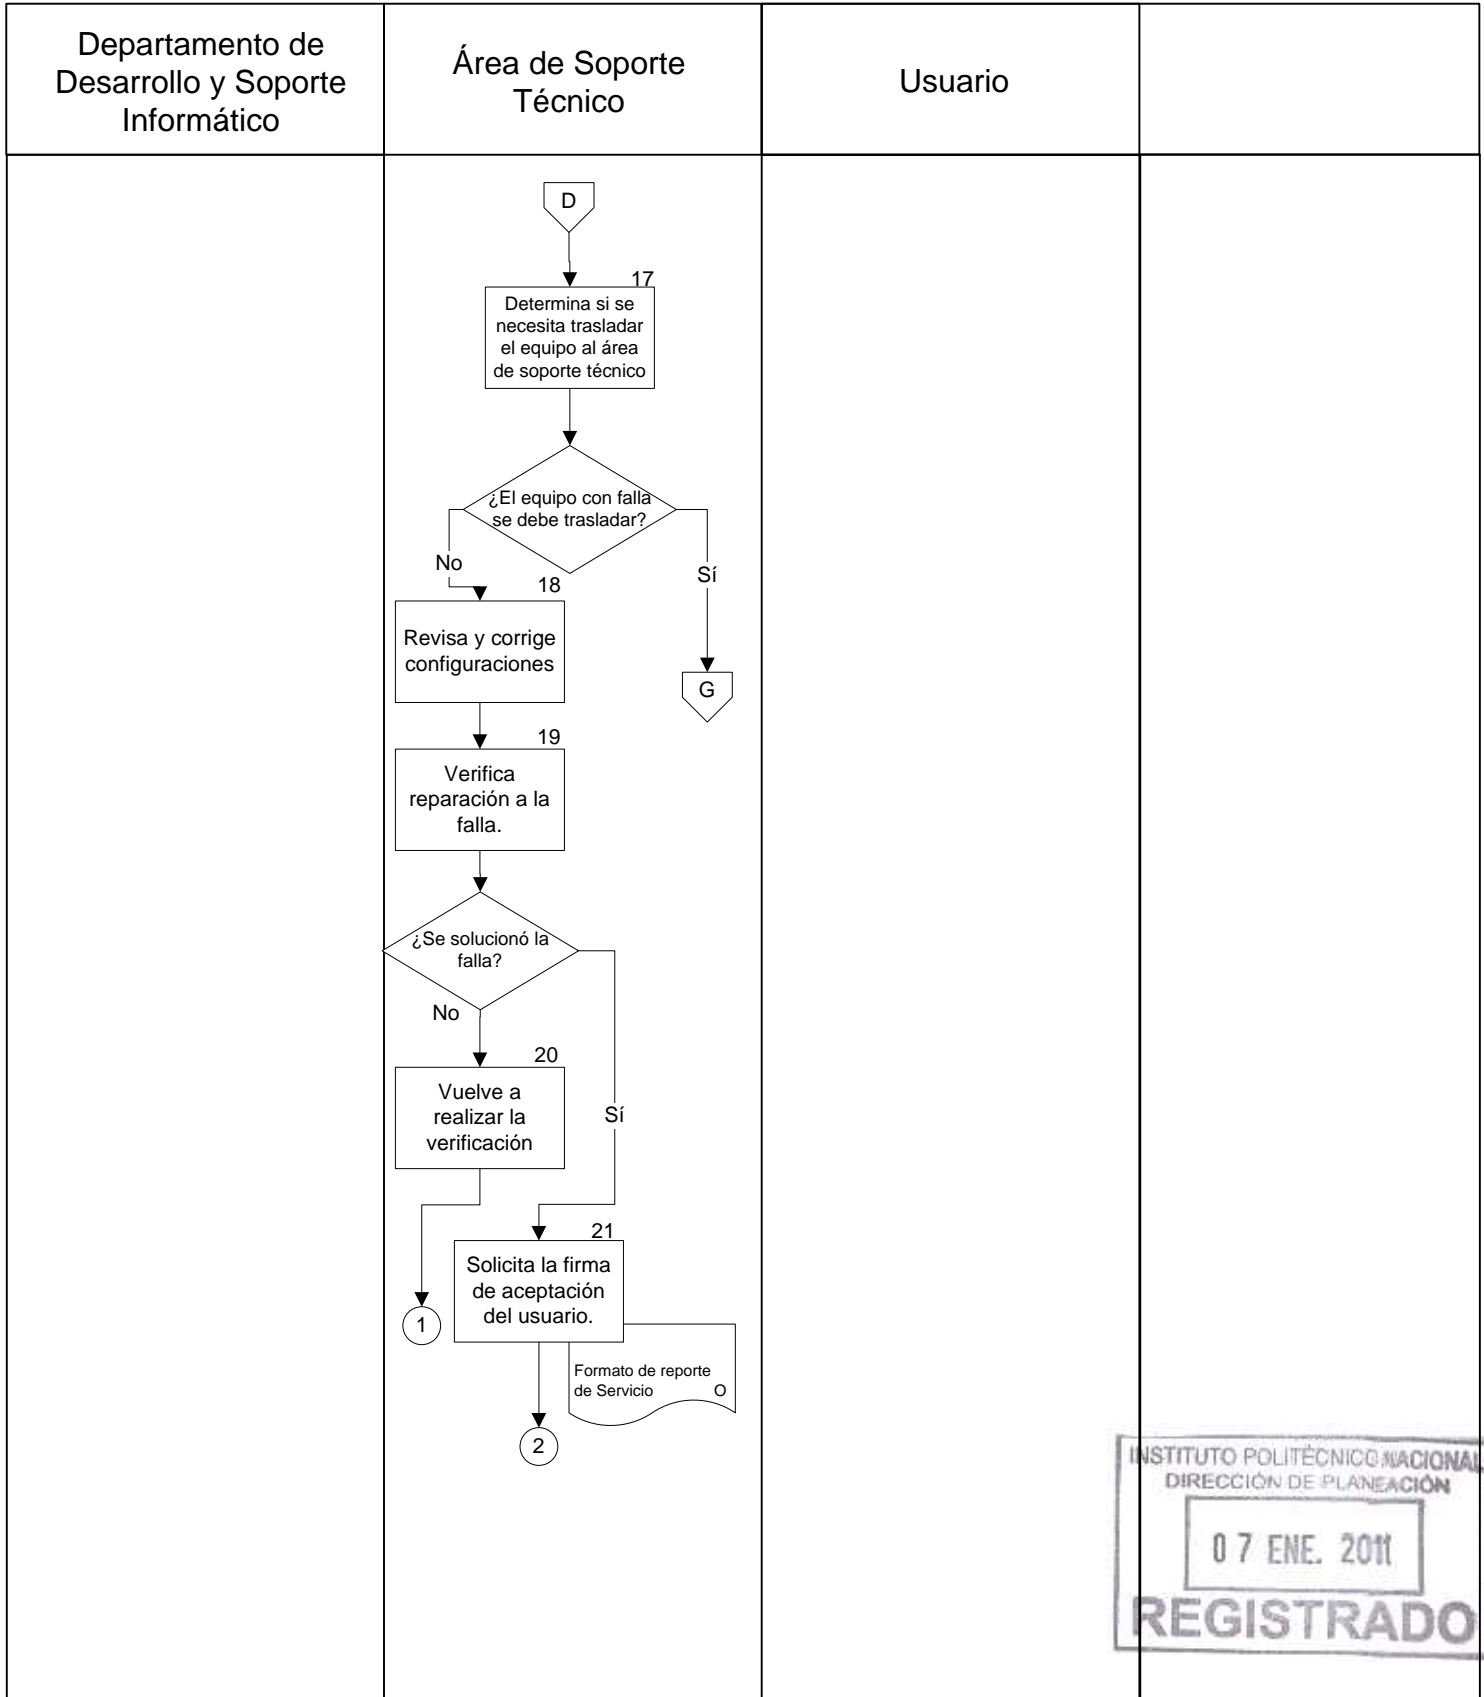 Departamento de
Desarrollo y Soporte
Informático
Área de Soporte
Técnico
Usuario
D
17
Determina si se
necesita trasladar
el equipo al área
de soporte técnico
¿El equipo con falla
se debe trasladar?
No
Sí
18
Revisa y corrige
configuraciones
G
19
Verifica
reparación a la
falla.
¿Se solucionó la
falla?
No
20
Vuelve a
realizar la
verificación
Sí
21
Solicita la firma
de aceptación
del usuario.
1
Formato de reporte
de Servicio O
2
INSTITUTO POLITÉCNICO NACIONAL
DIRECCIÓN DE PLANEACIÓN
07 ENE. 2011
REGISTRADO